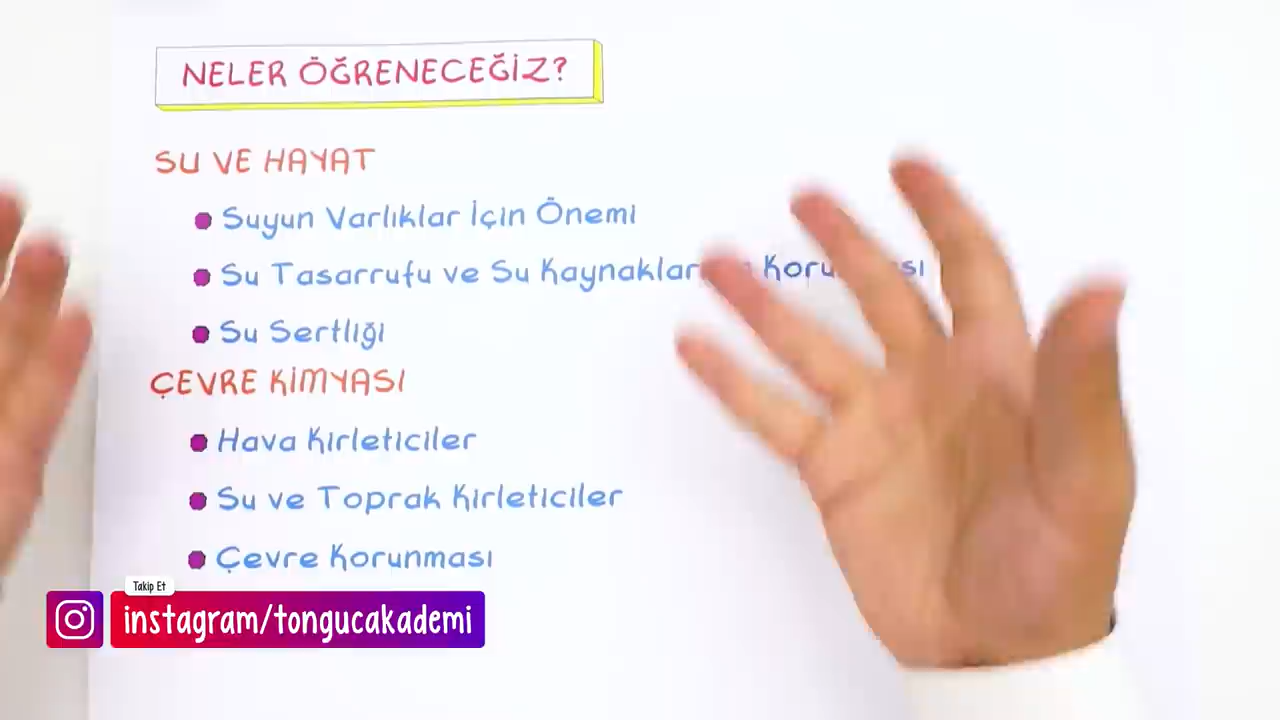 NELER ÖĞRENECEĞİZ?
SU VE HAYAT
Suyun Varlıklar İçin Önemi
Su Tasarrufu ve Su
Su Sertliği
ÇEVRE KİMYASI
Hava Kirleticiler
Su ve Toprak Kirleticiler
Çevre Korunması
Takip Et
instagram/tongucakademi